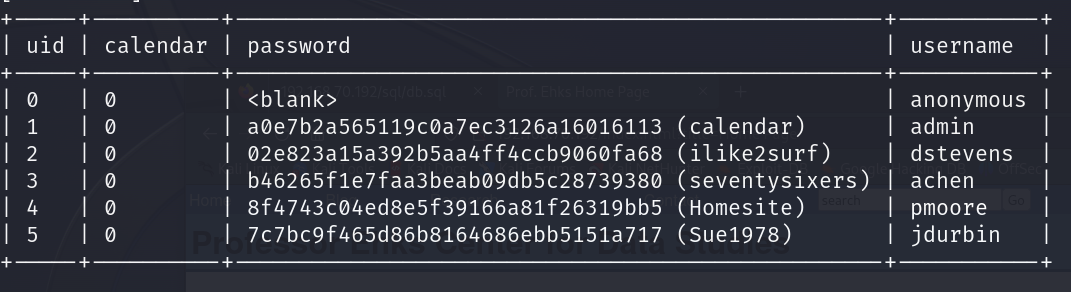 uid | calendar | password | username
0 | 0 | <blank> | anonymous
1 | 0 | a0e7b2a565119c0a7ec3126a16016113 (calendar) | admin
2 | 0 | 02e823a15a392b5aa4ff4ccb9060fa68 (ilike2surf) | dstevens
3 | 0 | b46265f1e7faa3beab09db5c28739380 (seventysixers) | achen
4 | 0 | 8f4743c04ed8e5f39166a81f26319bb5 (Homesite) | pmoore
5 | 0 | 7c7bc9f465d86b8164686ebb5151a717 (Sue1978) | jdurbin